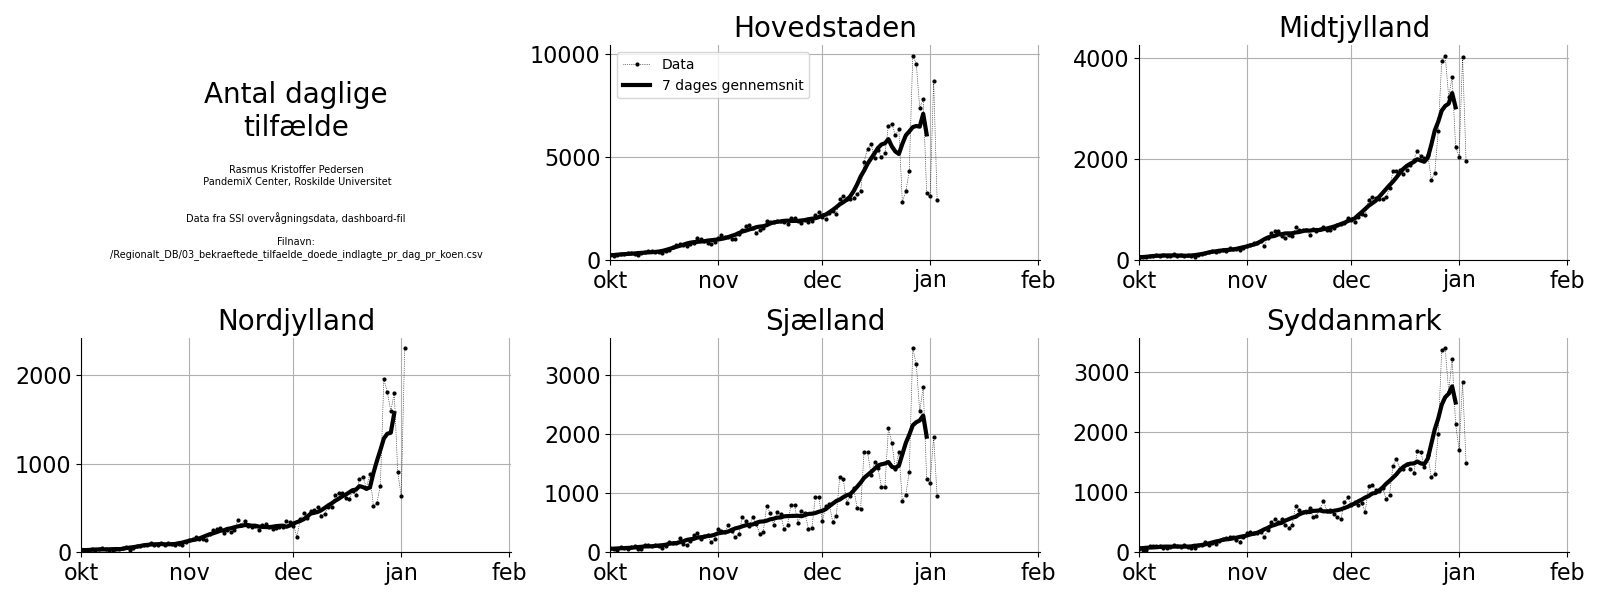 Antal daglige
tilfælde
Rasmus Kristoffer Pedersen
PandemiX Center, Roskilde Universitet
Data fra SSI overvågningsdata, dashboard-fil
Filnavn:
/Regionalt_DB/03_bekraeftede_tilfaelde_doede_indlagte_pr_dag_pr_koen.csv
Hovedstaden
10000
5000
0
Data
7 dages gennemsnit
okt nov dec jan feb
Midtjylland
4000
2000
0
okt nov dec jan feb
Nordjylland
2000
1000
0
okt nov dec jan feb
Sjælland
3000
2000
1000
0
okt nov dec jan feb
Syddanmark
3000
2000
1000
0
okt nov dec jan feb